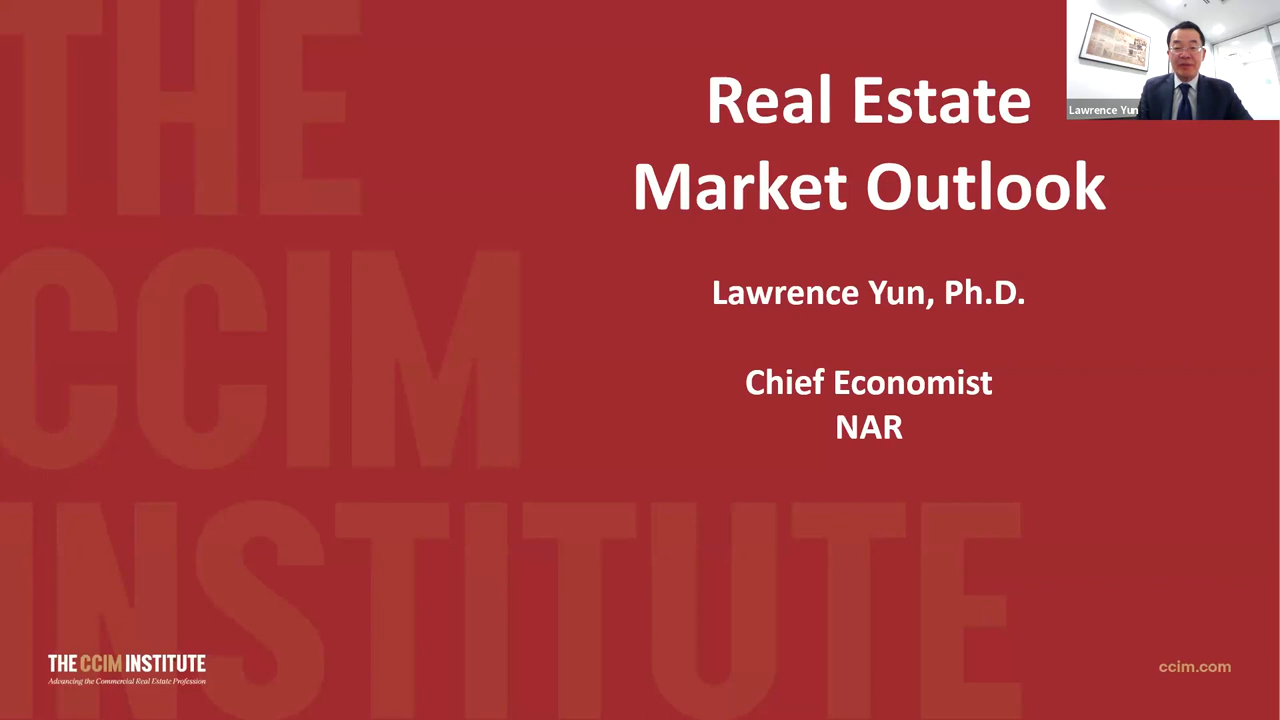 THE
CCIM
INSTITUTE
Real Estate
Market Outlook
Lawrence Yun, Ph.D.
Chief Economist
NAR
Lawrence Yun
THE CCIM INSTITUTE
Advancing the Commercial Real Estate Profession
ccim.com